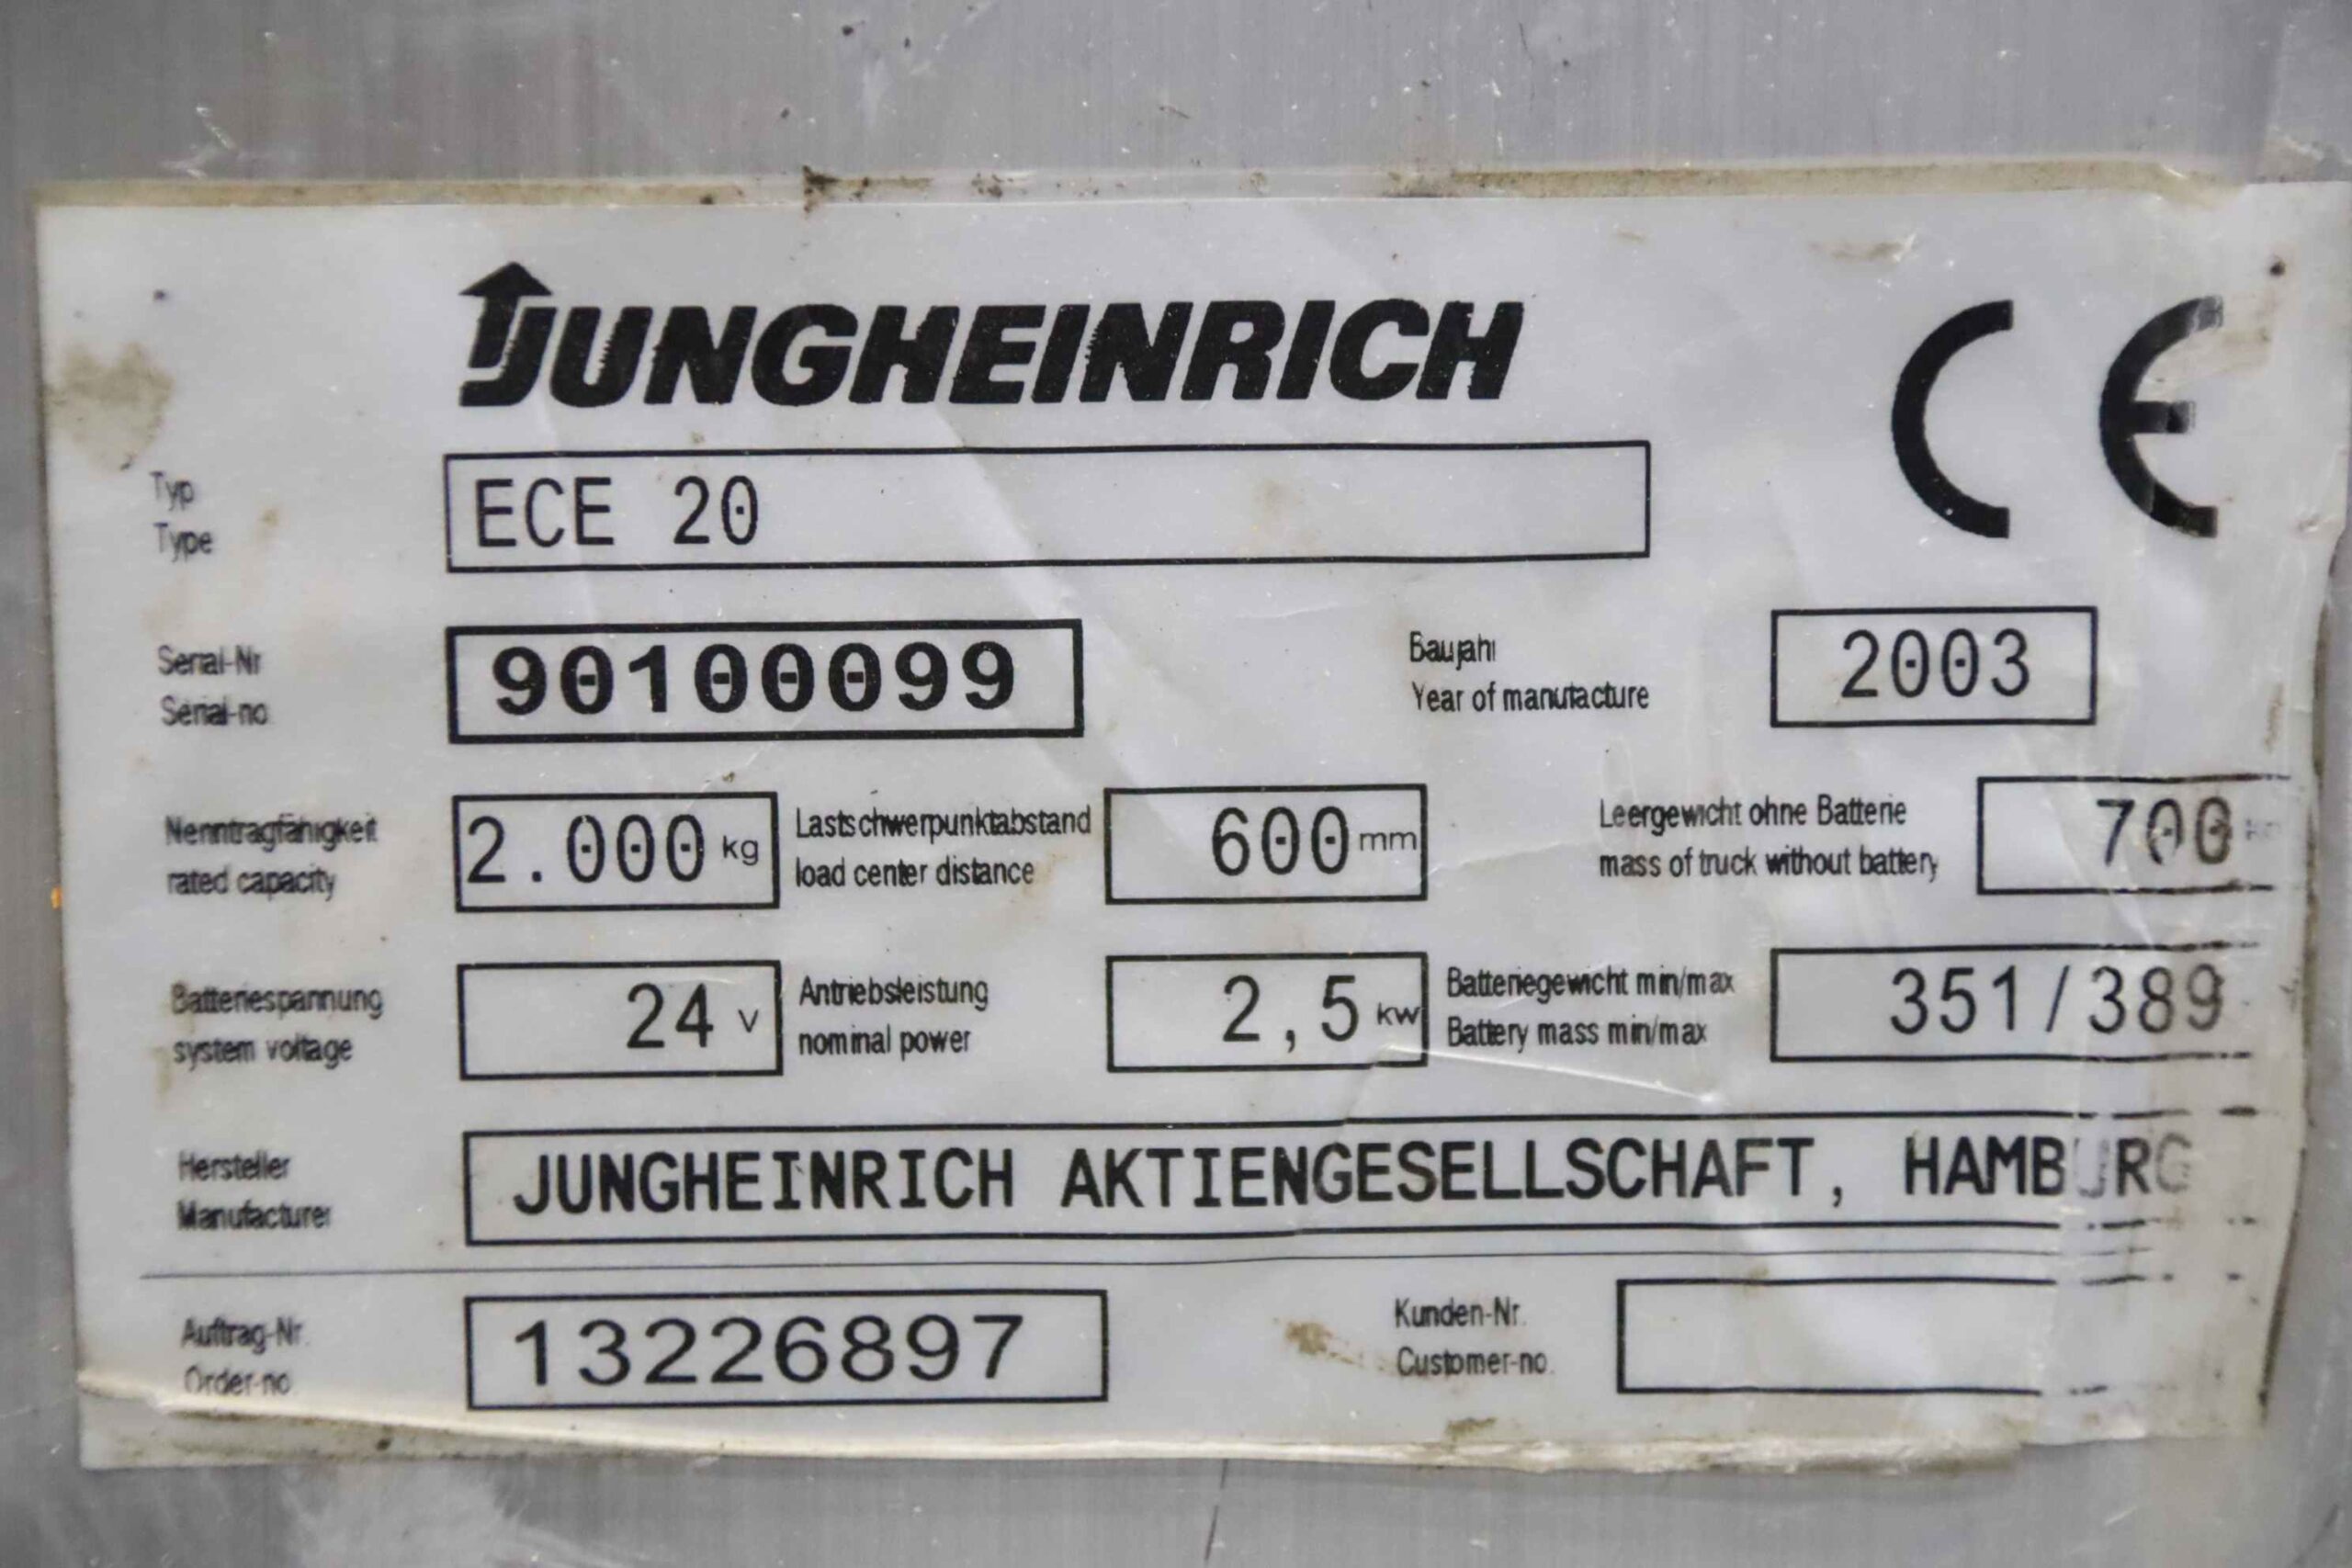 JUNGHEINRICH
CE
Typ
Type
ECE 20
Serial-Nr
Serial-no
90100099
Baujahr
Year of manufacture
2003
Nenntragfähigkeit
rated capacity
2.000 kg
Lastschwerpunktabstand
load center distance
600 mm
Leergewicht ohne Batterie
mass of truck without battery
700
Batteriespannung
system voltage
24 V
Antriebsleistung
nominal power
2,5 kW
Batteriegewicht min/max
Battery mass min/max
351/389
Hersteller
Manufacturer
JUNGHEINRICH AKTIENGESELLSCHAFT, HAMBURG
Auftrag-Nr.
Order-no.
13226897
Kunden-Nr.
Customer-no.